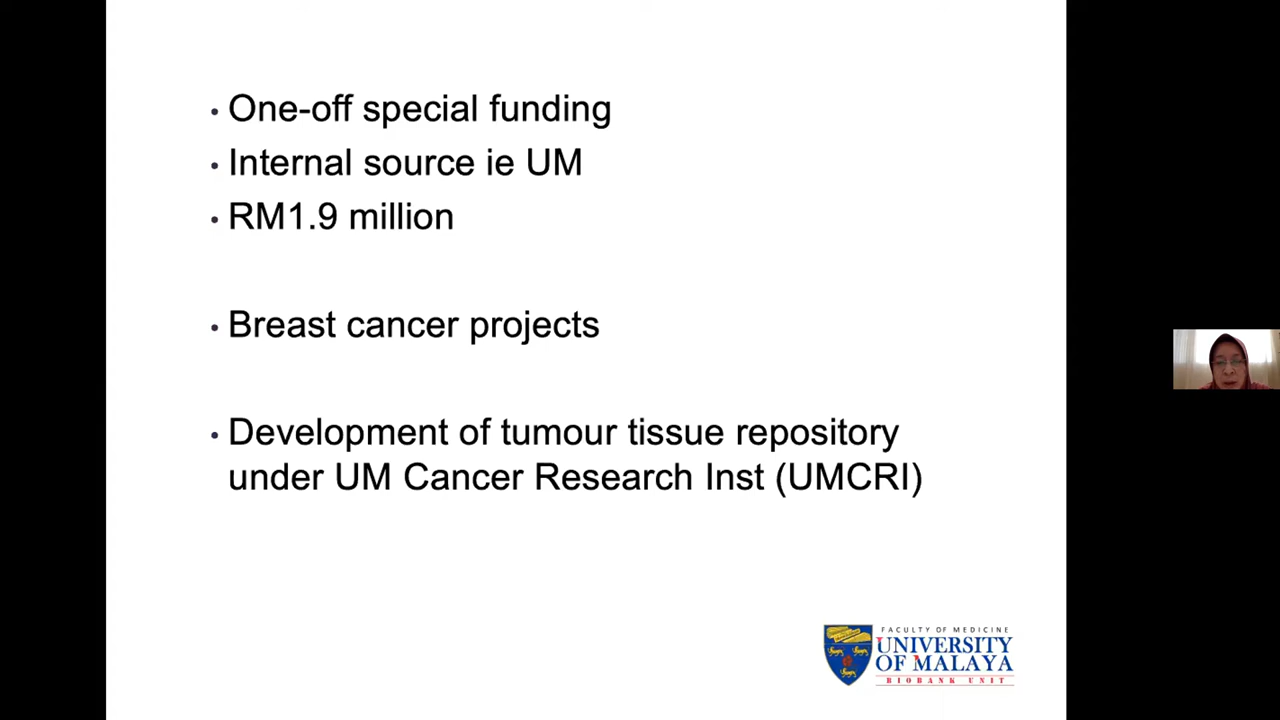 • One-off special funding
• Internal source ie UM
• RM1.9 million
• Breast cancer projects
• Development of tumour tissue repository
under UM Cancer Research Inst (UMCRI)
FACULTY OF MEDICINE
UNIVERSITY
OF MALAYA
BIOBANK UNIT